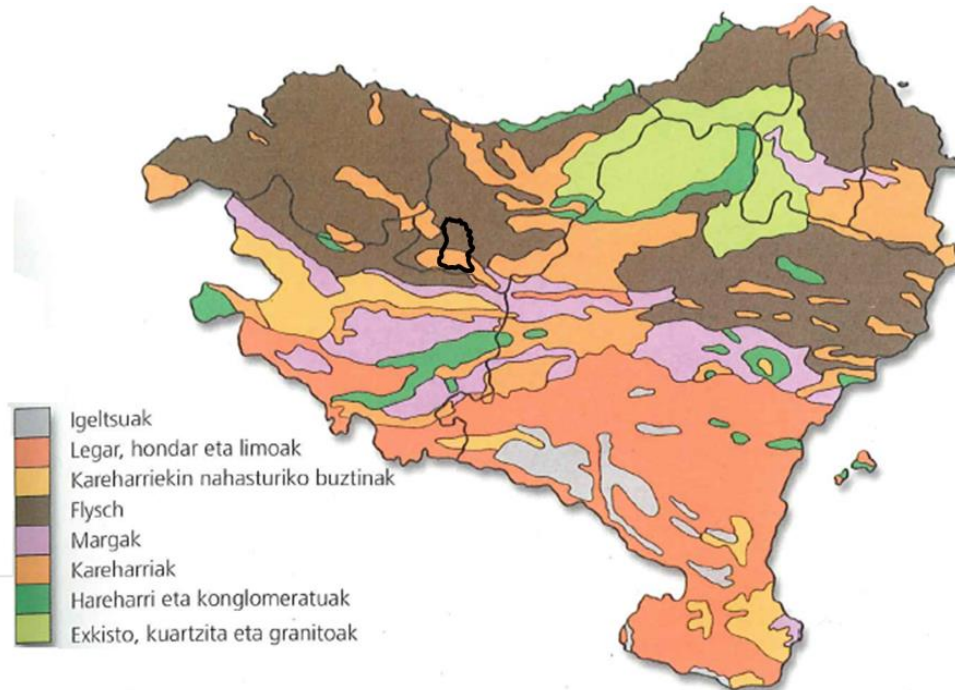 Igeltsuak
Legar, hondar eta limoak
Kareharriekin nahasturiko buztinak
Flysch
Margak
Kareharriak
Hareharri eta konglomeratuak
Exkisto, kuartzita eta granitoak